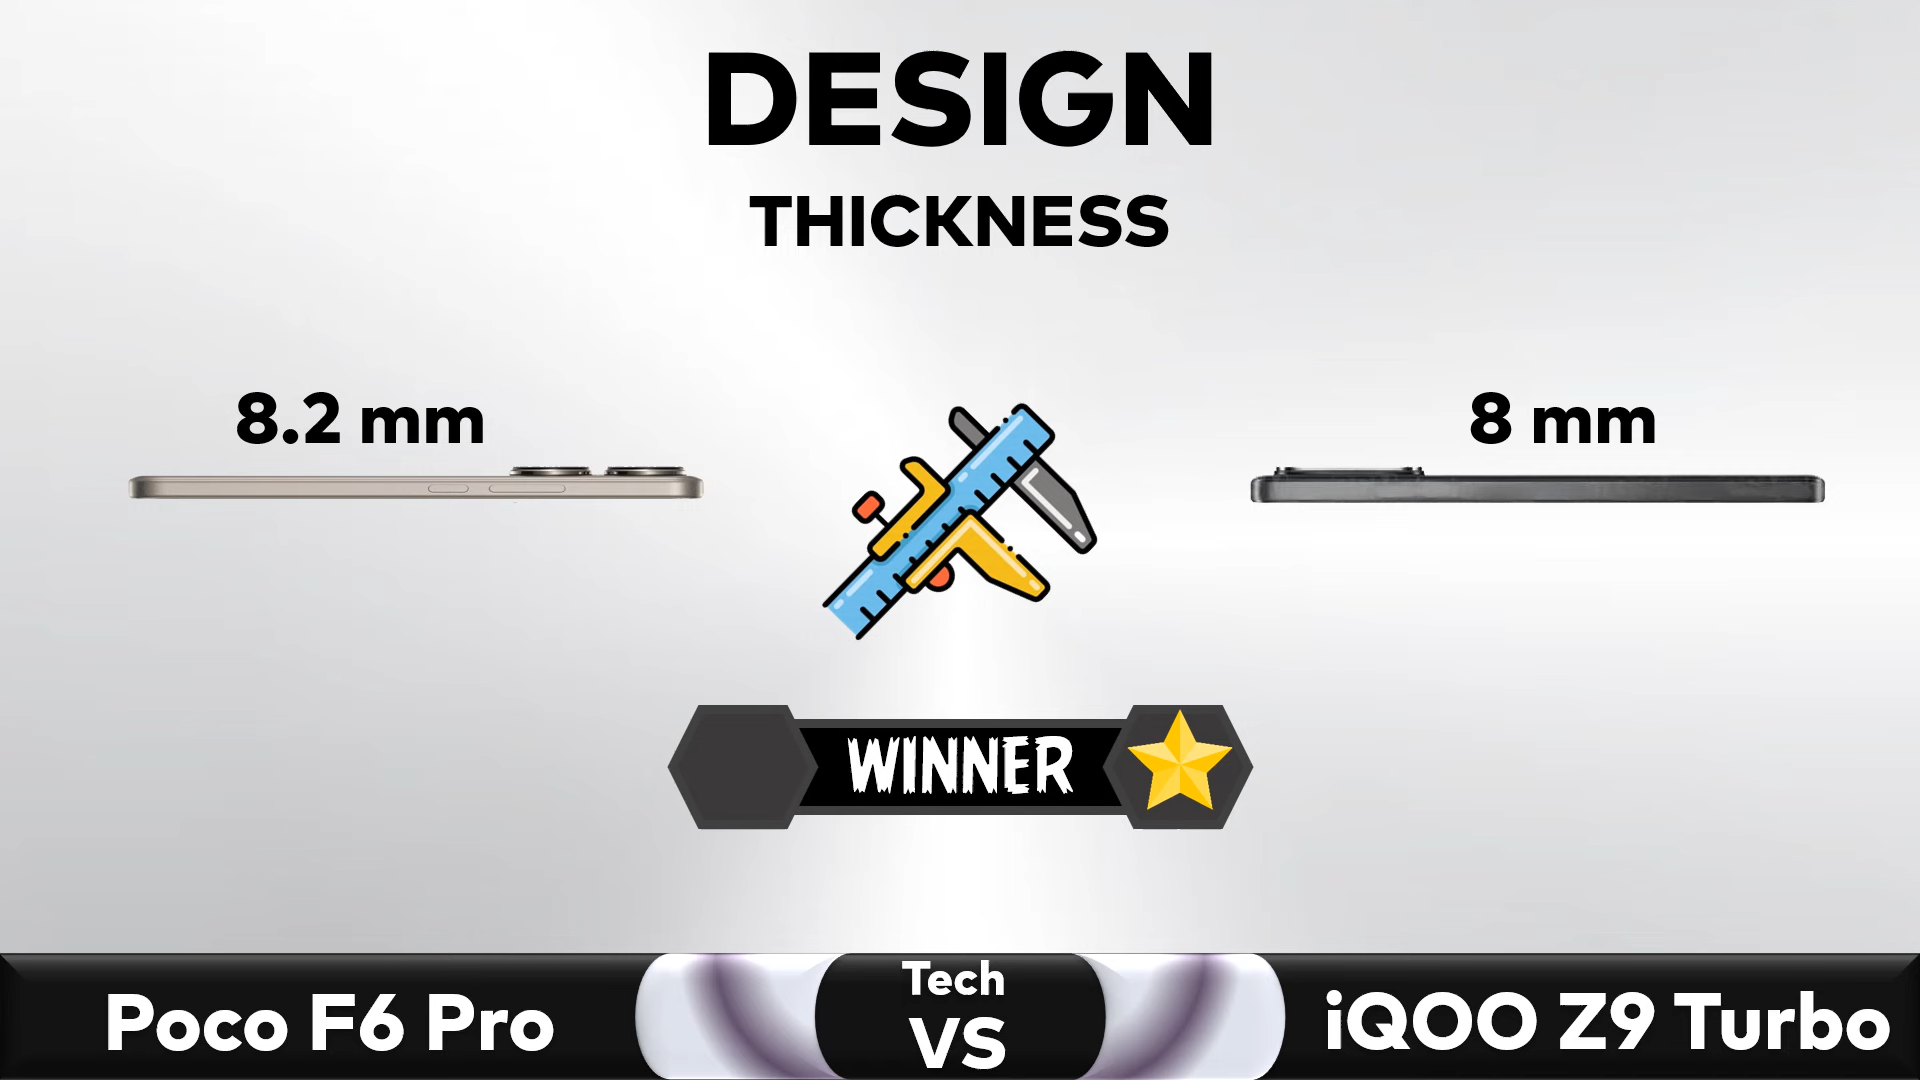 DESIGN
THICKNESS
8.2 mm
8 mm
WINNER
Poco F6 Pro
Tech
VS
iQOO Z9 Turbo